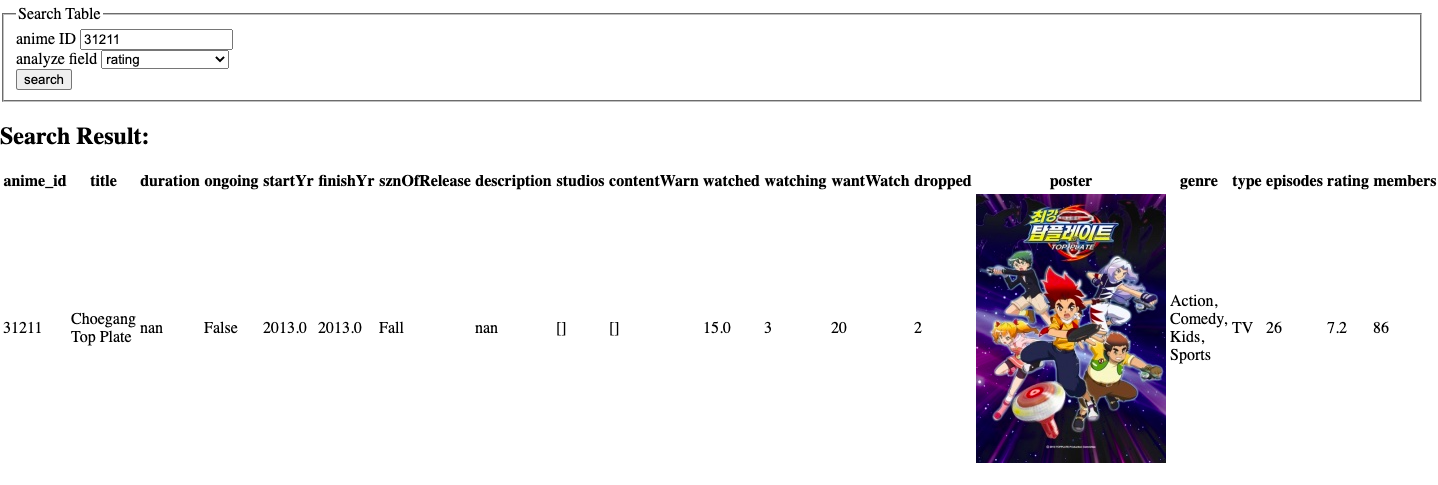 Search Table
anime ID 31211
analyze field rating
search
Search Result:
anime_id title duration ongoing startYr finishYr sznOfRelease description studios contentWarn watched watching wantWatch dropped poster genre type episodes rating members
31211 Choegang Top Plate nan False 2013.0 2013.0 Fall nan [] [] 15.0 3 20 2 Action, Comedy, Kids, Sports TV 26 7.2 86
최강
탑플레이트
TOP PLATE